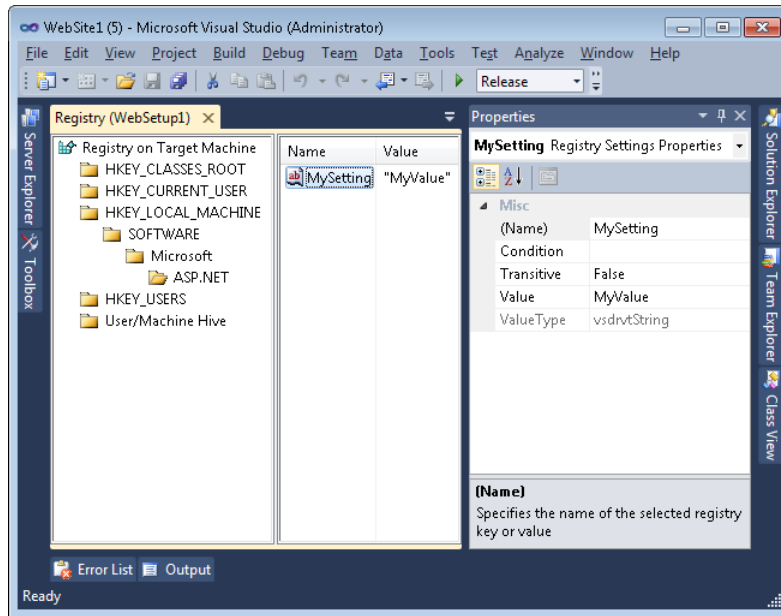 WebSite1 (5) - Microsoft Visual Studio (Administrator)
File Edit View Project Build Debug Team Data Tools Test Analyze Window Help
Release
Registry (WebSetup1)
Registry on Target Machine
HKEY_CLASSES_ROOT
HKEY_CURRENT_USER
HKEY_LOCAL_MACHINE
SOFTWARE
Microsoft
ASP.NET
HKEY_USERS
User/Machine Hive
Name Value
ab MySetting "MyValue"
Properties
MySetting Registry Settings Properties
Misc
(Name) MySetting
Condition
Transitive False
Value MyValue
ValueType vsdrvtString
(Name)
Specifies the name of the selected registry
key or value
Server Explorer
Toolbox
Solution Explorer
Team Explorer
Class View
Error List Output
Ready